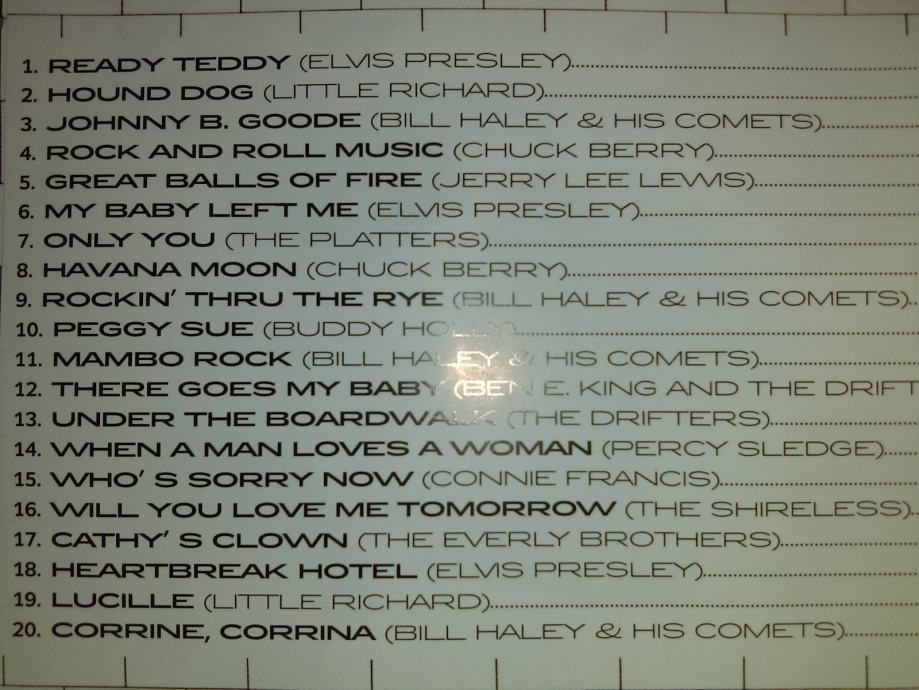 1. READY TEDDY (ELVIS PRESLEY)
2. HOUND DOG (LITTLE RICHARD)
3. JOHNNY B. GOODE (BILL HALEY & HIS COMETS)
4. ROCK AND ROLL MUSIC (CHUCK BERRY)
5. GREAT BALLS OF FIRE (JERRY LEE LEWIS)
6. MY BABY LEFT ME (ELVIS PRESLEY)
7. ONLY YOU (THE PLATTERS)
8. HAVANA MOON (CHUCK BERRY)
9. ROCKIN' THRU THE RYE (BILL HALEY & HIS COMETS)
10. PEGGY SUE (BUDDY HOLLY)
11. MAMBO ROCK (BILL HALEY & HIS COMETS)
12. THERE GOES MY BABY (BEN E. KING AND THE DRIFT
13. UNDER THE BOARDWALK (THE DRIFTERS)
14. WHEN A MAN LOVES A WOMAN (PERCY SLEDGE)
15. WHO' S SORRY NOW (CONNIE FRANCIS)
16. WILL YOU LOVE ME TOMORROW (THE SHIRELESS)
17. CATHY' S CLOWN (THE EVERLY BROTHERS)
18. HEARTBREAK HOTEL (ELVIS PRESLEY)
19. LUCILLE (LITTLE RICHARD)
20. CORRINE, CORRINA (BILL HALEY & HIS COMETS)